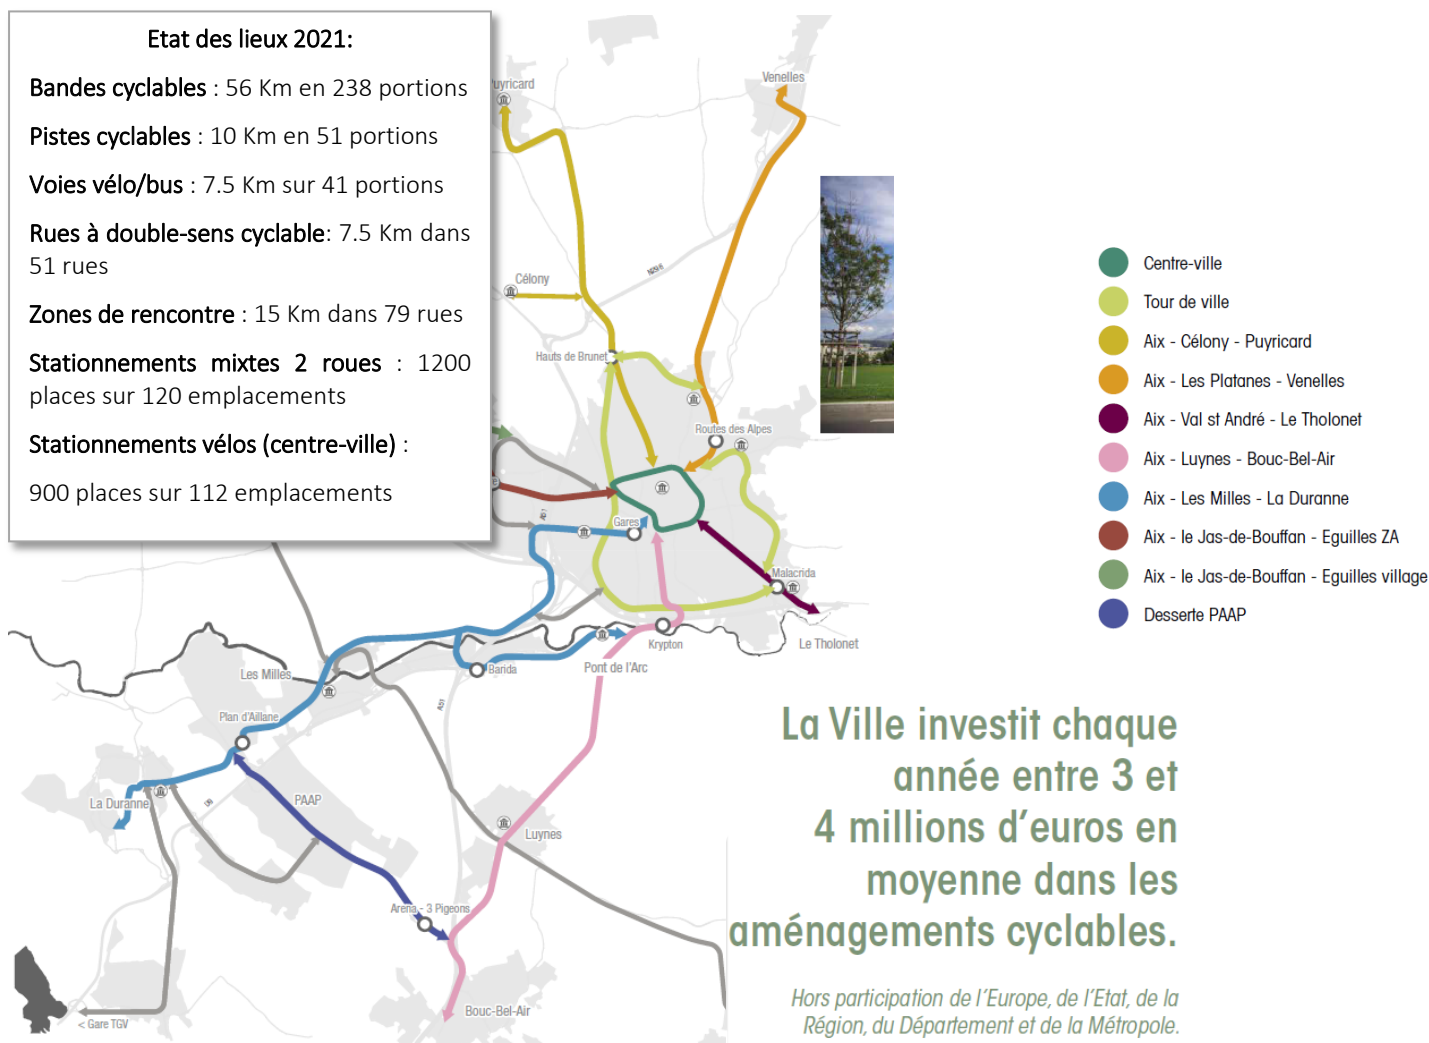 Etat des lieux 2021:
Bandes cyclables : 56 Km en 238 portions
Pistes cyclables : 10 Km en 51 portions
Voies vélo/bus : 7.5 Km sur 41 portions
Rues à double-sens cyclable: 7.5 Km dans
51 rues
Zones de rencontre : 15 Km dans 79 rues
Stationnements mixtes 2 roues : 1200
places sur 120 emplacements
Stationnements vélos (centre-ville) :
900 places sur 112 emplacements
Venelles
Célony
N296
Hauts de Brunet
Routes des Alpes
Gares
A51
Malacrida
Krypton
Le Tholonet
Pont de l'Arc
Barida
Les Milles
A51
Plan d'Aillane
La Duranne
D9
PAAP
Luynes
Arena - 3 Pigeons
Bouc-Bel-Air
< Gare TGV
Centre-ville
Tour de ville
Aix - Célony - Puyricard
Aix - Les Platanes - Venelles
Aix - Val st André - Le Tholonet
Aix - Luynes - Bouc-Bel-Air
Aix - Les Milles - La Duranne
Aix - le Jas-de-Bouffan - Eguilles ZA
Aix - le Jas-de-Bouffan - Eguilles village
Desserte PAAP
La Ville investit chaque
année entre 3 et
4 millions d'euros en
moyenne dans les
aménagements cyclables.
Hors participation de l'Europe, de l'Etat, de la
Région, du Département et de la Métropole.